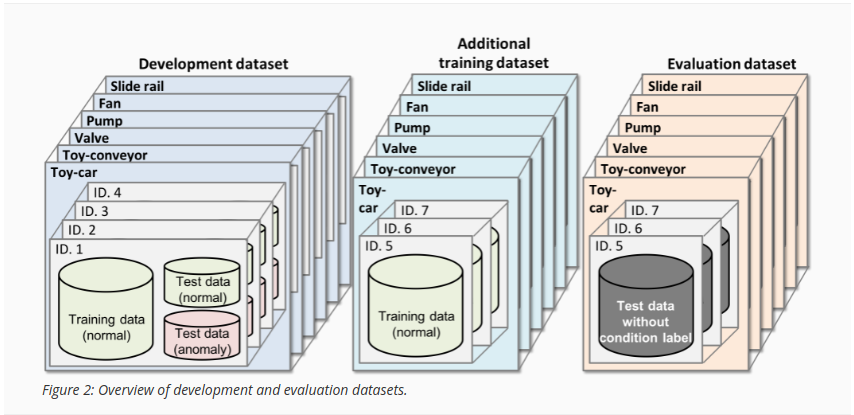 Development dataset
Slide rail
Fan
Pump
Valve
Toy-conveyor
Toy-car
ID. 4
ID. 3
ID. 2
ID. 1
Training data
(normal)
Test data
(normal)
Test data
(anomaly)
Additional
training dataset
Slide rail
Fan
Pump
Valve
Toy-conveyor
Toy-
car
ID. 7
ID. 6
ID. 5
Training data
(normal)
Evaluation dataset
Slide rail
Fan
Pump
Valve
Toy-conveyor
Toy-
car
ID. 7
ID. 6
ID. 5
Test data
without
condition label
Figure 2: Overview of development and evaluation datasets.